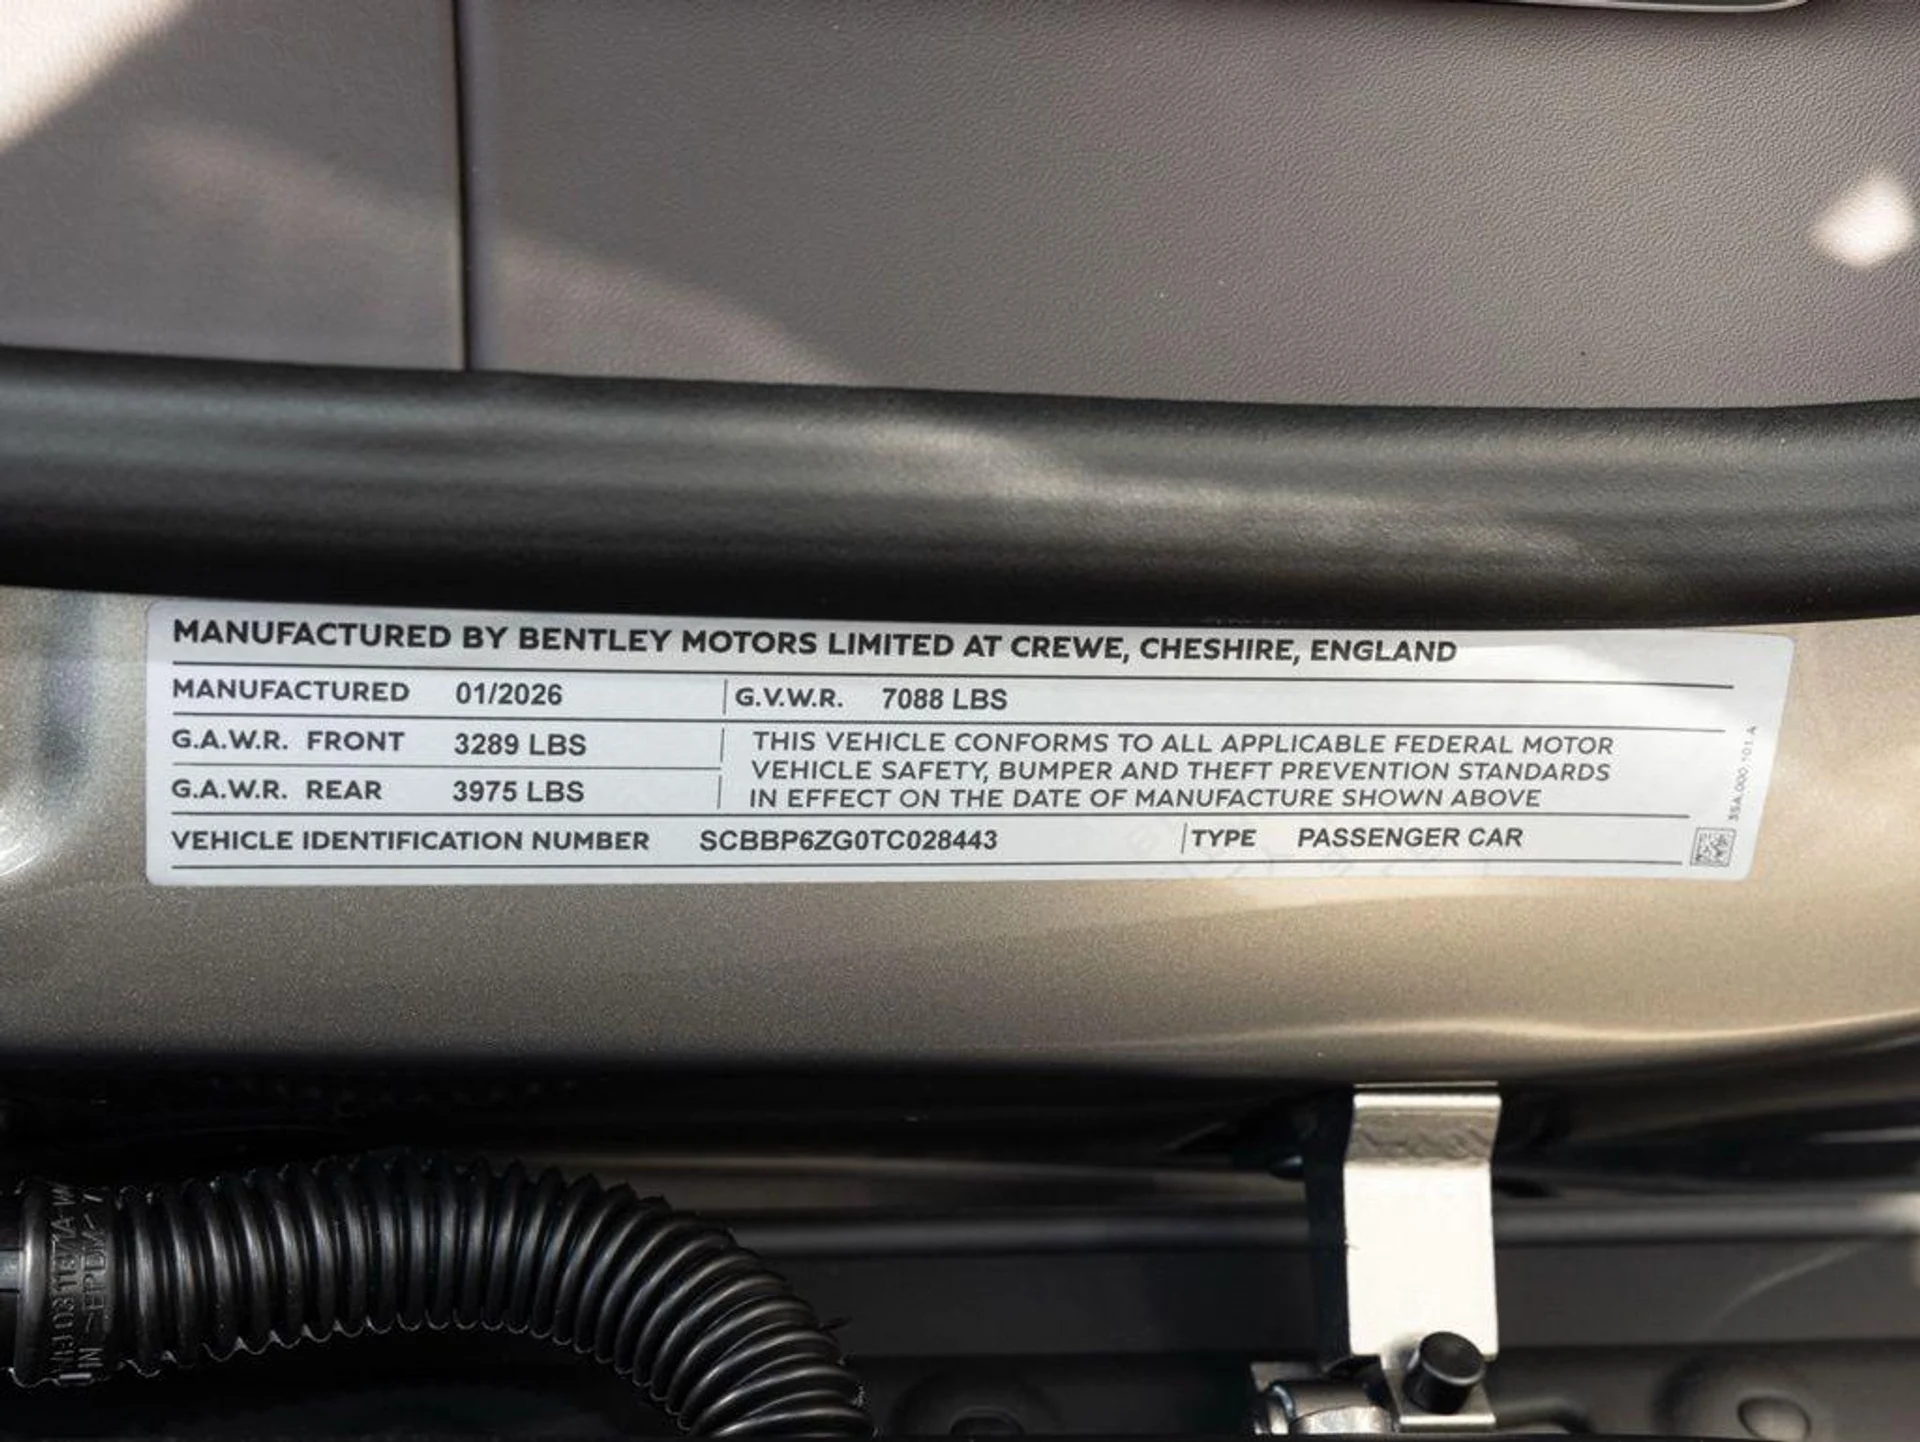 MANUFACTURED BY BENTLEY MOTORS LIMITED AT CREWE, CHESHIRE, ENGLAND
MANUFACTURED 01/2026 G.V.W.R. 7088 LBS
G.A.W.R. FRONT 3289 LBS
G.A.W.R. REAR 3975 LBS
THIS VEHICLE CONFORMS TO ALL APPLICABLE FEDERAL MOTOR
VEHICLE SAFETY, BUMPER AND THEFT PREVENTION STANDARDS
IN EFFECT ON THE DATE OF MANUFACTURE SHOWN ABOVE
VEHICLE IDENTIFICATION NUMBER SCBBP6ZG0TC028443 TYPE PASSENGER CAR